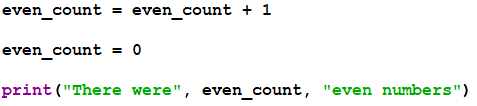 even_count = even_count + 1
even_count = 0
print("There were", even_count, "even numbers")